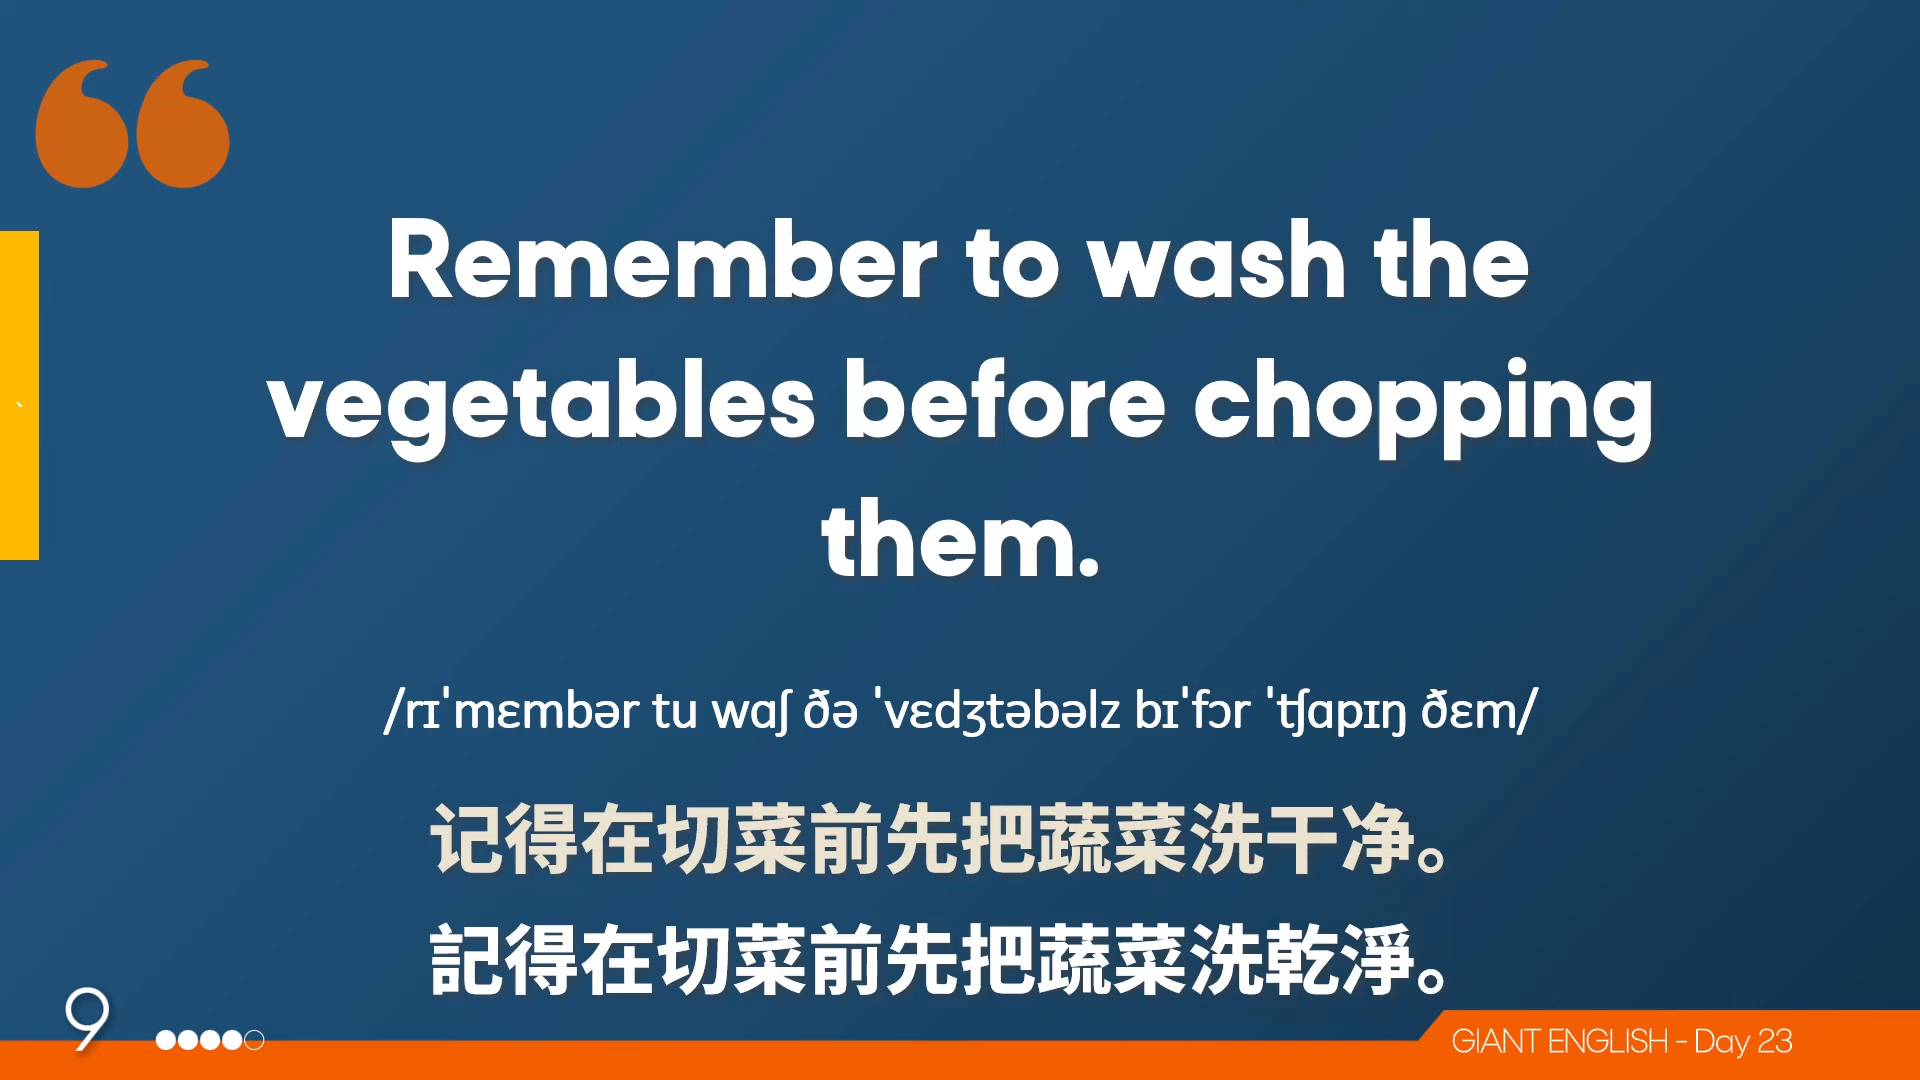 Remember to wash the
vegetables before chopping
them.
/rɪˈmɛmbər tu wɑʃ ðə ˈvɛdʒtəbəlz bɪˈfɔr ˈtʃɑpɪŋ ðɛm/
记得在切菜前先把蔬菜洗干净。
記得在切菜前先把蔬菜洗乾淨。
9
GIANT ENGLISH - Day 23